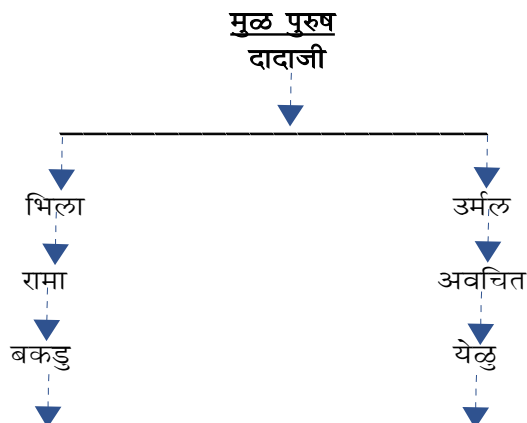 मुळ पुरुष
दादाजी
भिला उर्मल
रामा अवचित
बकडु येळु